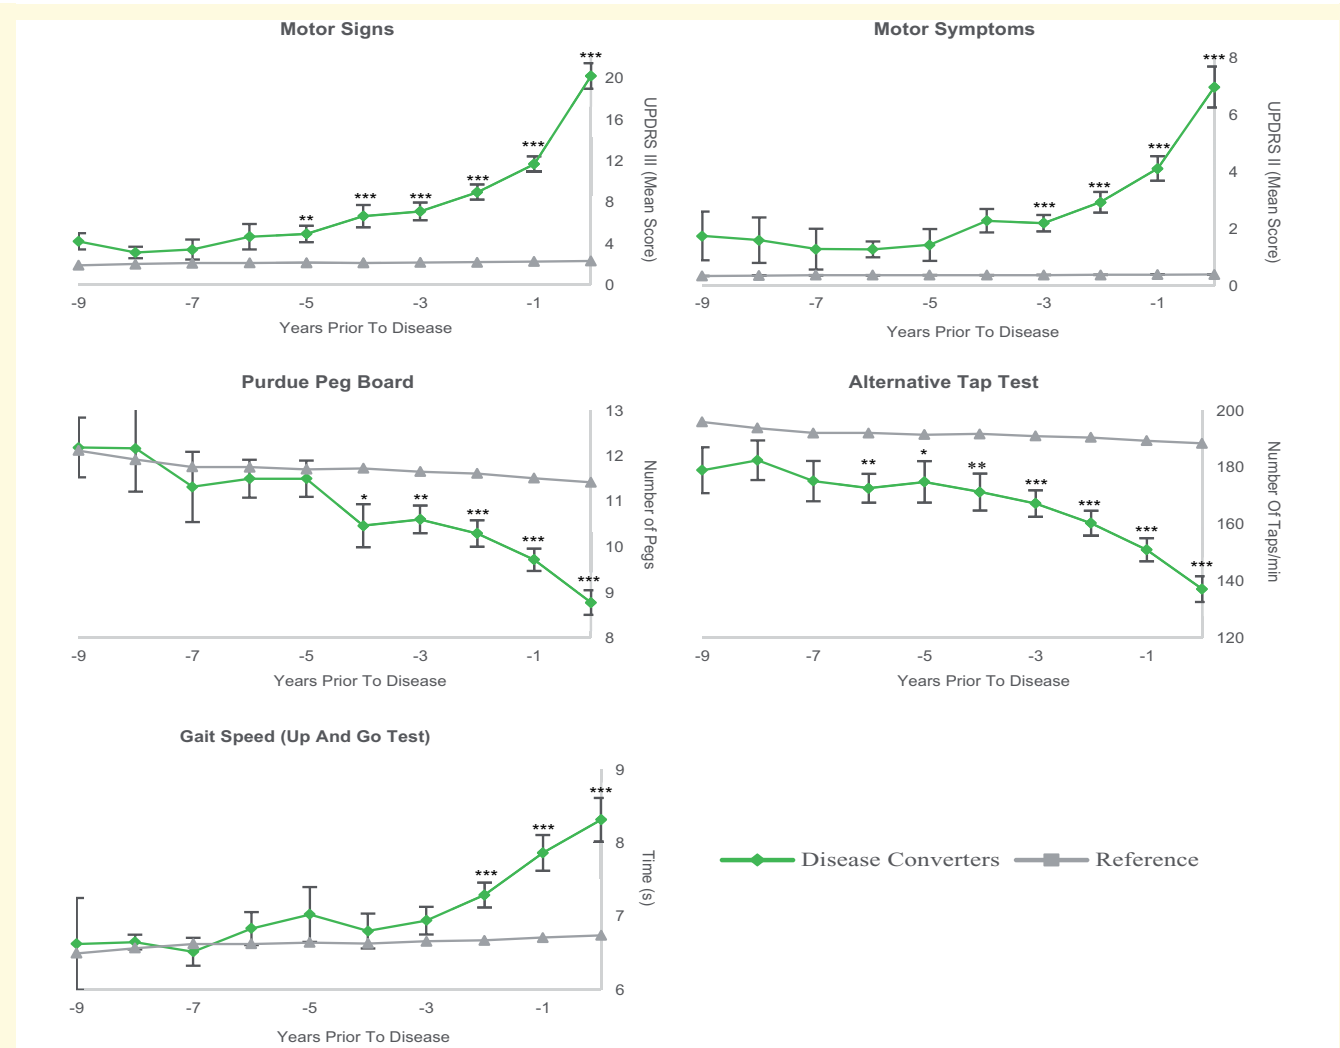 Motor Signs
***
20
16
12
8
4
0
UPDRS III (Mean Score)
***
***
***
***
**
-9 -7 -5 -3 -1
Years Prior To Disease
Motor Symptoms
***
8
6
4
2
0
UPDRS II (Mean Score)
***
***
***
-9 -7 -5 -3 -1
Years Prior To Disease
Purdue Peg Board
13
12
11
10
9
8
Number of Pegs
* ** *** *** ***
-9 -7 -5 -3 -1
Years Prior To Disease
Alternative Tap Test
200
180
160
140
120
Number Of Taps/min
** * ** *** *** *** ***
-9 -7 -5 -3 -1
Years Prior To Disease
Gait Speed (Up And Go Test)
9
8
7
6
Time (s)
*** *** ***
-9 -7 -5 -3 -1
Years Prior To Disease
Disease Converters Reference